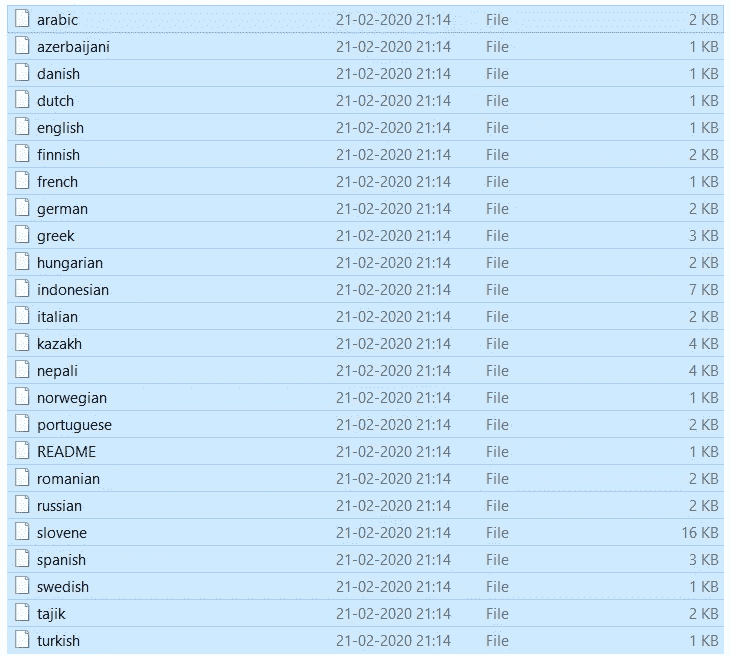 arabic 21-02-2020 21:14 File 2 KB
azerbaijani 21-02-2020 21:14 File 1 KB
danish 21-02-2020 21:14 File 1 KB
dutch 21-02-2020 21:14 File 1 KB
english 21-02-2020 21:14 File 1 KB
finnish 21-02-2020 21:14 File 2 KB
french 21-02-2020 21:14 File 1 KB
german 21-02-2020 21:14 File 2 KB
greek 21-02-2020 21:14 File 3 KB
hungarian 21-02-2020 21:14 File 2 KB
indonesian 21-02-2020 21:14 File 7 KB
italian 21-02-2020 21:14 File 2 KB
kazakh 21-02-2020 21:14 File 4 KB
nepali 21-02-2020 21:14 File 4 KB
norwegian 21-02-2020 21:14 File 1 KB
portuguese 21-02-2020 21:14 File 2 KB
README 21-02-2020 21:14 File 1 KB
romanian 21-02-2020 21:14 File 2 KB
russian 21-02-2020 21:14 File 2 KB
slovene 21-02-2020 21:14 File 16 KB
spanish 21-02-2020 21:14 File 3 KB
swedish 21-02-2020 21:14 File 1 KB
tajik 21-02-2020 21:14 File 2 KB
turkish 21-02-2020 21:14 File 1 KB